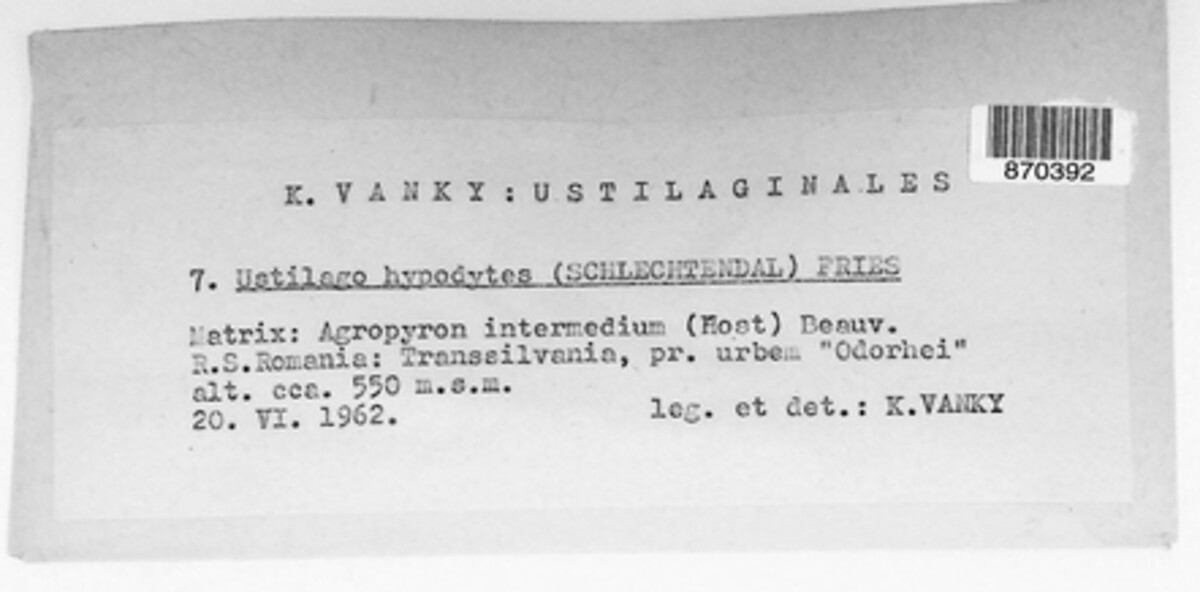 870392
K. VANKY: USTILAGINALES
7. Ustilago hypodytes (SCHLECHTENDAL) FRIES
Matrix: Agropyron intermedium (Host) Beauv.
R.S.Romania: Transsilvania, pr. urbem "Odorhei"
alt. cca. 550 m.s.m.
20. VI. 1962. leg. et det.: K.VANKY